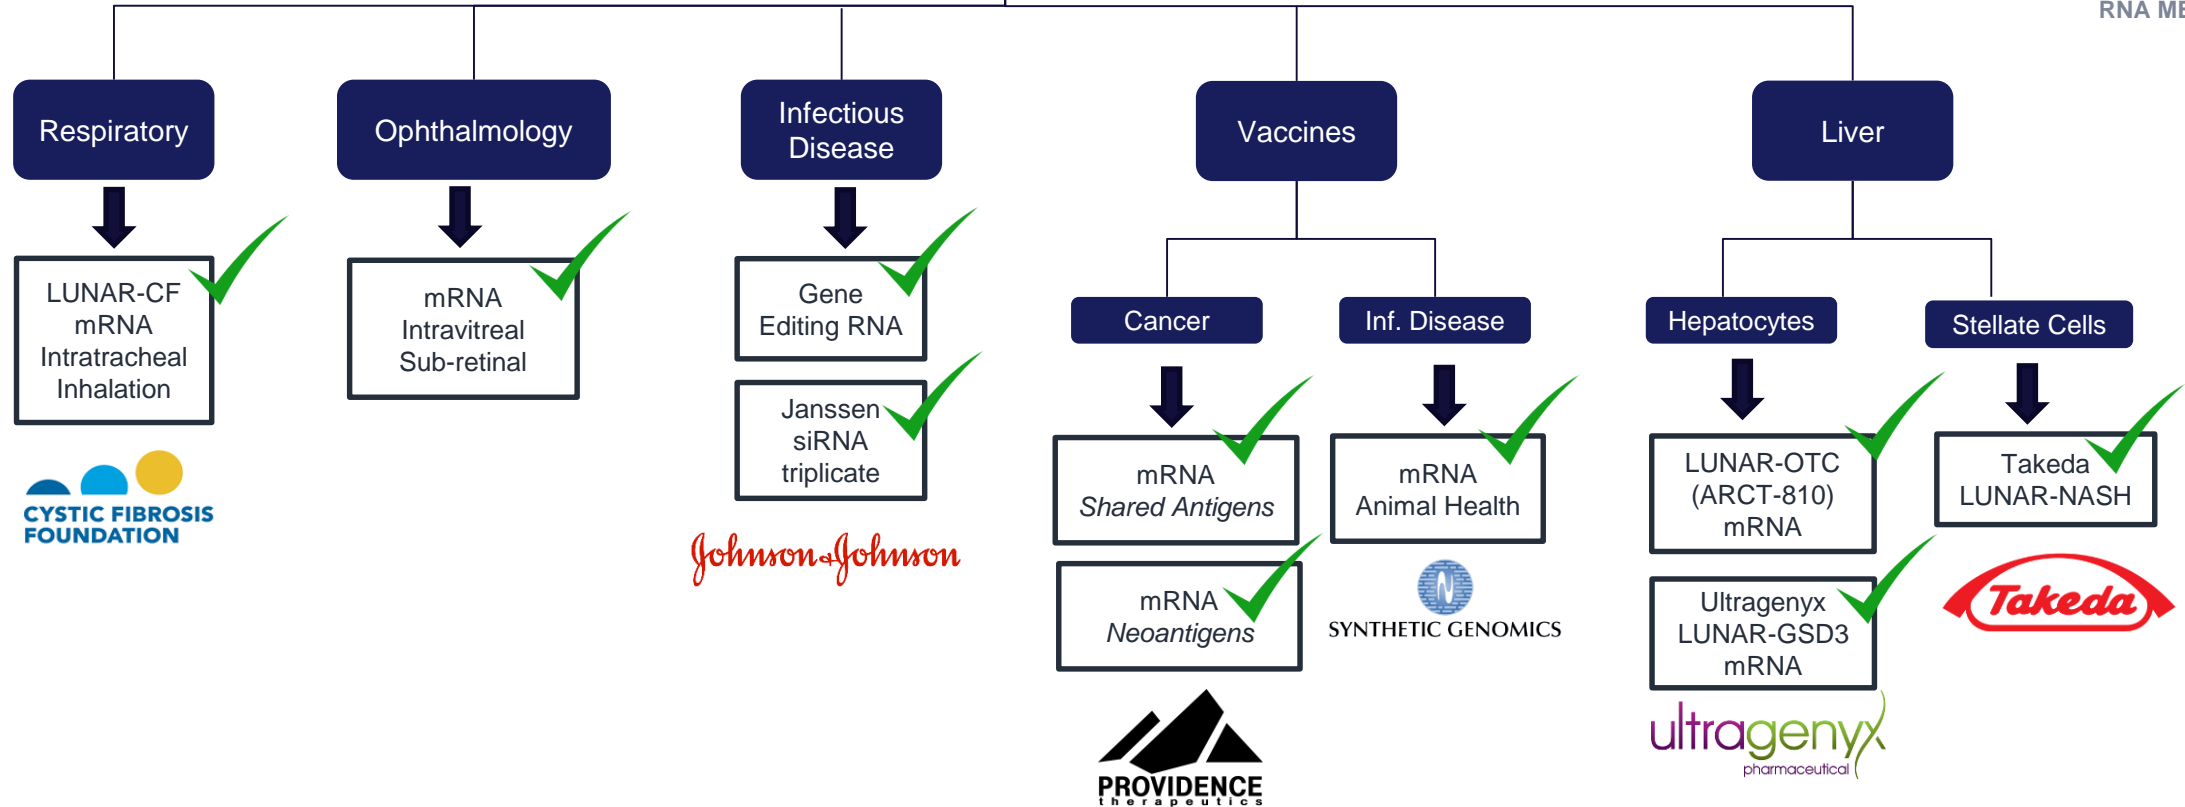 RNA ME
Respiratory
Ophthalmology
Infectious
Disease
Vaccines
Liver
LUNAR-CF
mRNA
Intratracheal
Inhalation
mRNA
Intravitreal
Sub-retinal
Gene
Editing RNA
Janssen
siRNA
triplicate
Cancer
Inf. Disease
Hepatocytes
Stellate Cells
mRNA
Shared Antigens
mRNA
Neoantigens
mRNA
Animal Health
LUNAR-OTC
(ARCT-810)
mRNA
Ultragenyx
LUNAR-GSD3
mRNA
Takeda
LUNAR-NASH
CYSTIC FIBROSIS
FOUNDATION
Johnson&Johnson
SYNTHETIC GENOMICS
Takeda
PROVIDENCE
therapeutics
ultragenyx
pharmaceutical